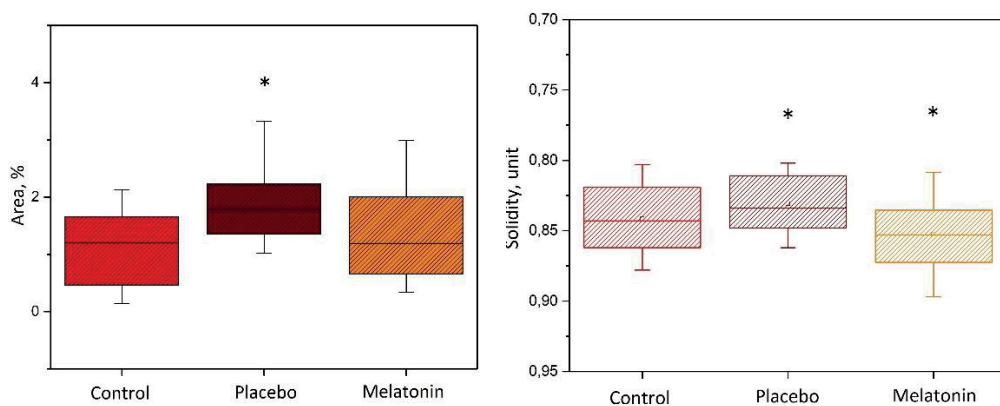 Area, %
4
2
0
*
Control Placebo Melatonin
Solidity, unit
0,70
0,75
0,80
0,85
0,90
0,95
* *
Control Placebo Melatonin